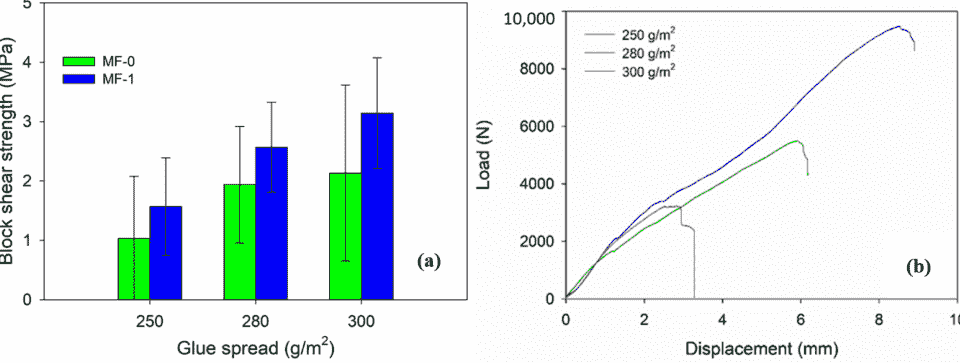 5
4
3
2
1
0
Block shear strength (MPa)
MF-0
MF-1
(a)
250
280
300
Glue spread (g/m²)
10,000
8000
6000
4000
2000
0
Load (N)
250 g/m²
280 g/m²
300 g/m²
(b)
0
2
4
6
8
10
Displacement (mm)